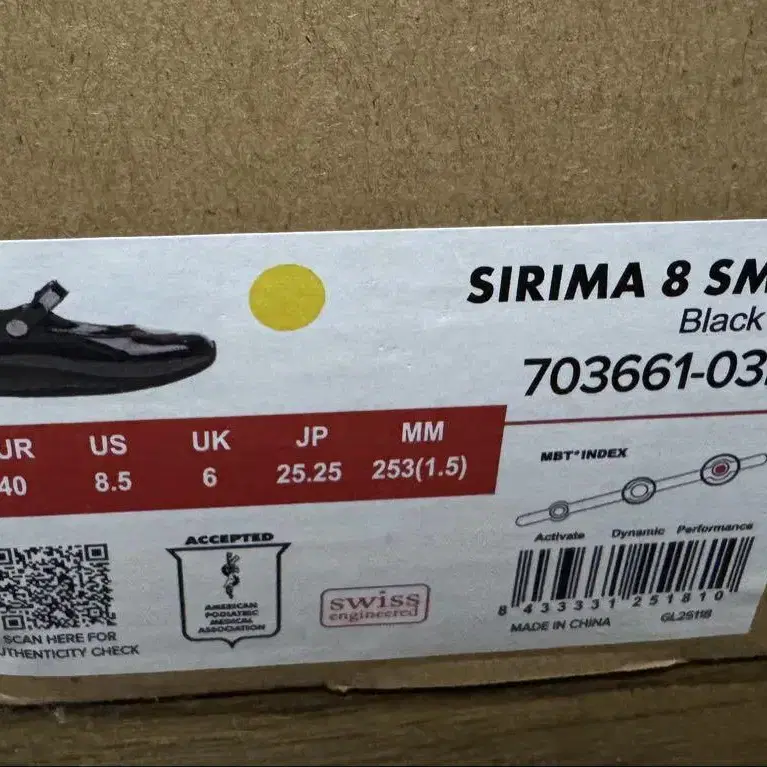 SIRIMA 8 SM
Black
703661-03
UR US UK JP MM
40 8.5 6 25.25 253(1.5)
MBT®INDEX
Activate Dynamic Performance
ACCEPTED
AMERICAN
PODIATRIC
MEDICAL
ASSOCIATION
swiss
engineered
8 433331 251810
MADE IN CHINA GL25118
SCAN HERE FOR
UTHENTICITY CHECK